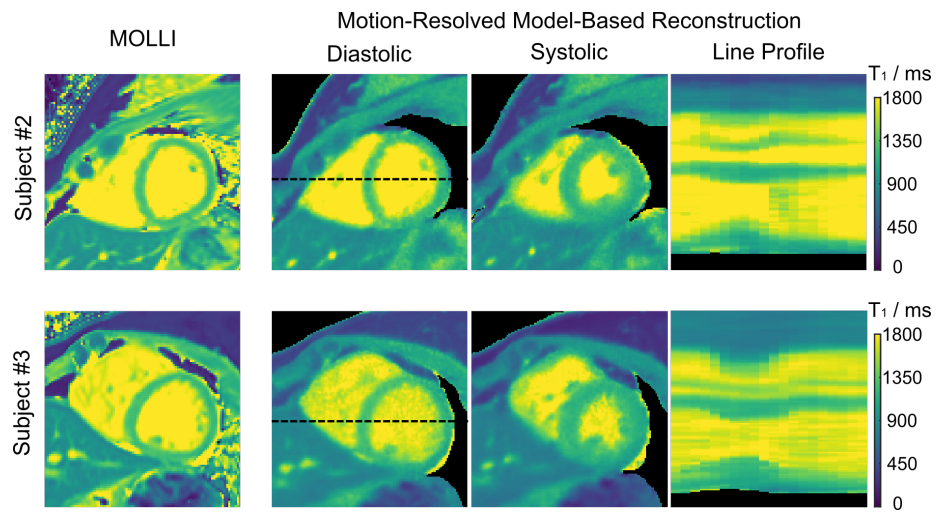 Motion-Resolved Model-Based Reconstruction
MOLLI
Diastolic
Systolic
Line Profile
T₁ / ms
Subject #2
1800
1350
900
450
0
T₁ / ms
Subject #3
1800
1350
900
450
0